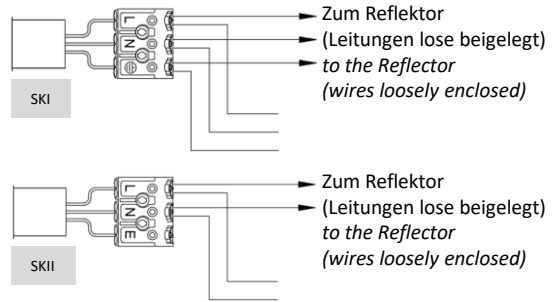 L
N
Zum Reflektor
(Leitungen lose beigelegt)
to the Reflector
(wires loosely enclosed)
SKI
L
N
E
Zum Reflektor
(Leitungen lose beigelegt)
to the Reflector
(wires loosely enclosed)
SKII